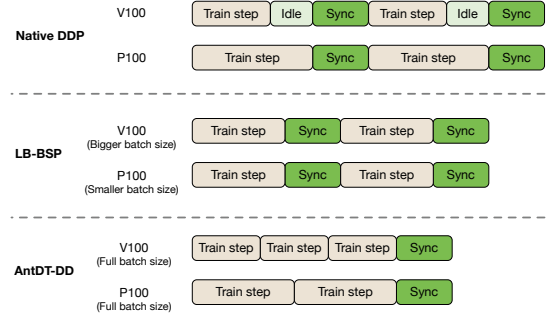 V100 Train step Idle Sync Train step Idle Sync
Native DDP
P100 Train step Sync Train step Sync
V100 Train step Sync Train step Sync
(Bigger batch size)
LB-BSP
P100 Train step Sync Train step Sync
(Smaller batch size)
V100 Train step Train step Train step Sync
(Full batch size)
AntDT-DD
P100 Train step Train step Sync
(Full batch size)